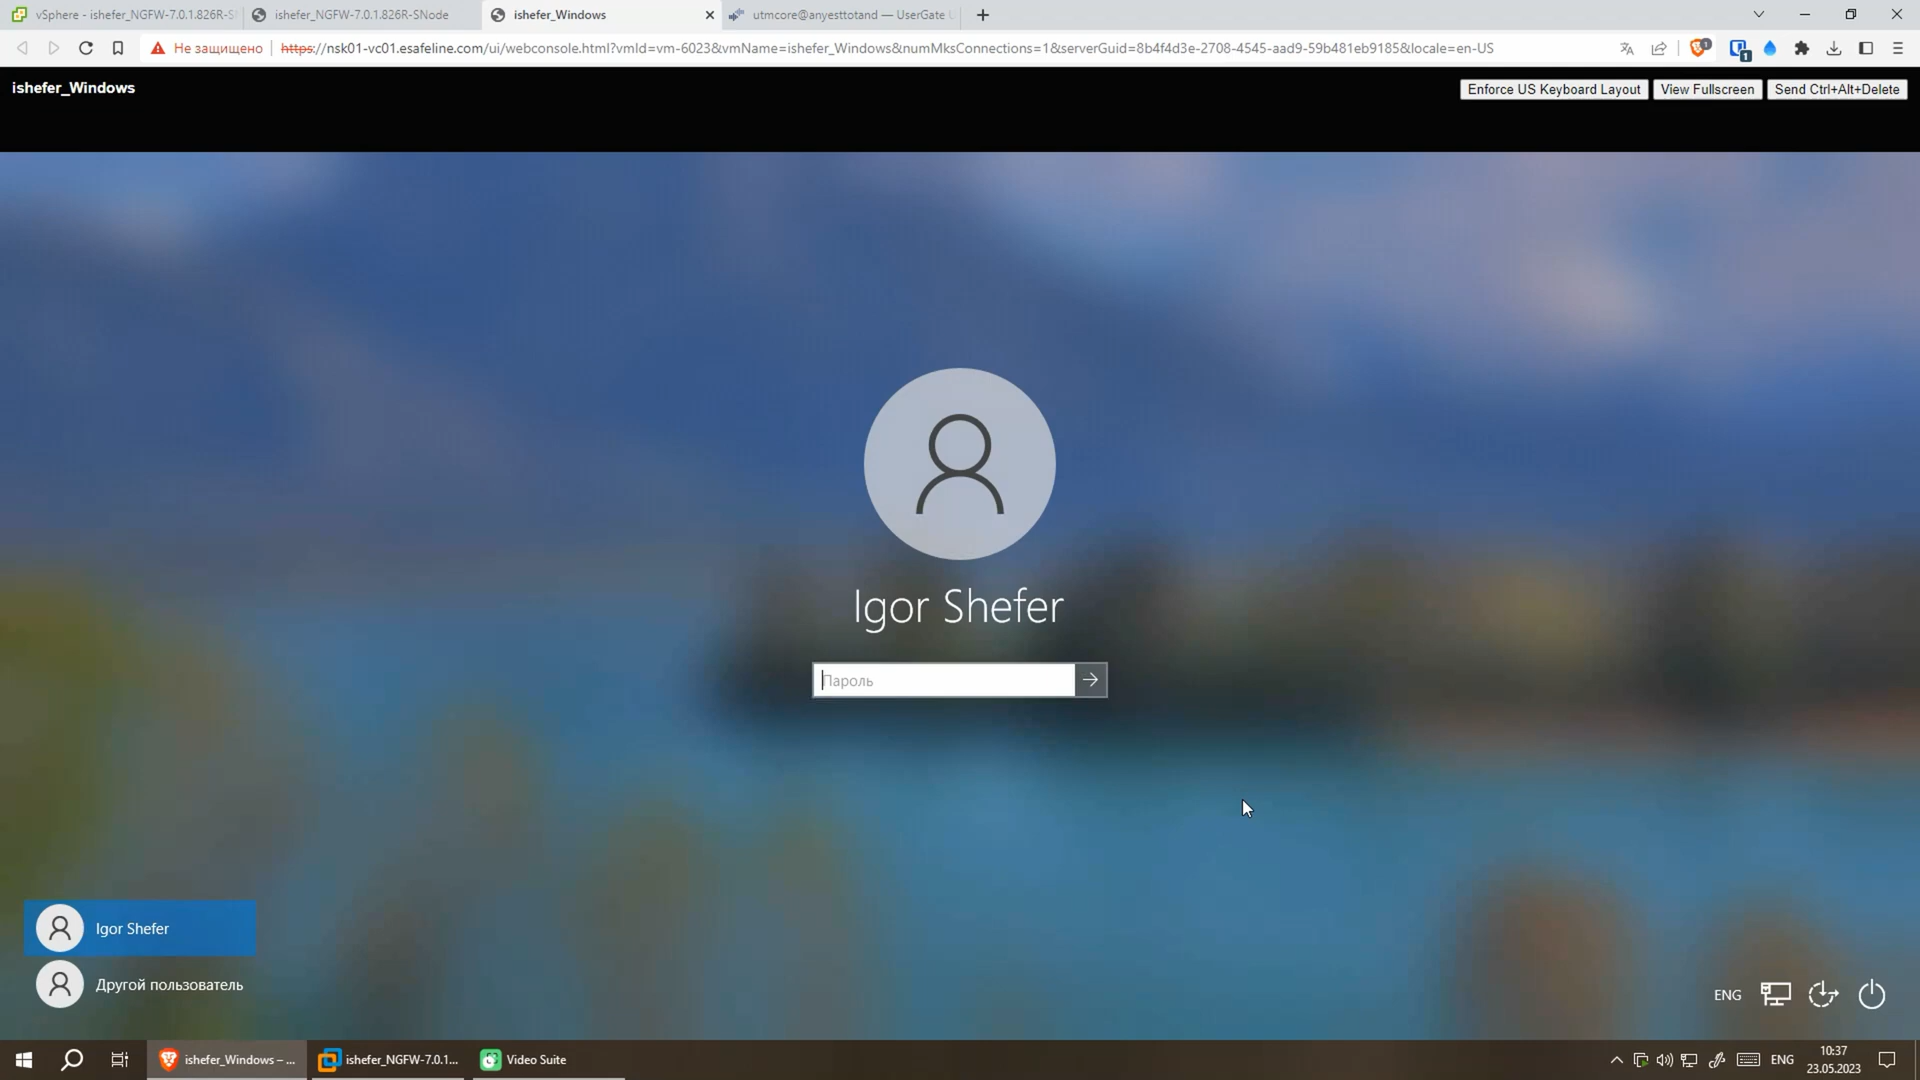 vSphere - ishefer_NGFW-7.0.1.826R-S
ishefer_NGFW-7.0.1.826R-SNode
ishefer_Windows
utmcore@anyesttotand — UserGate
Не защищено
https://nsk01-vc01.esafeline.com/ui/webconsole.html?vmId=vm-6023&vmName=ishefer_Windows&numMksConnections=1&serverGuid=8b4f4d3e-2708-4545-aad9-59b481eb9185&locale=en-US
1
1
ishefer_Windows
Enforce US Keyboard Layout
View Fullscreen
Send Ctrl+Alt+Delete
Igor Shefer
Пароль
Igor Shefer
Другой пользователь
ENG
ishefer_Windows – ...
ishefer_NGFW-7.0.1...
Video Suite
ENG
10:37
23.05.2023